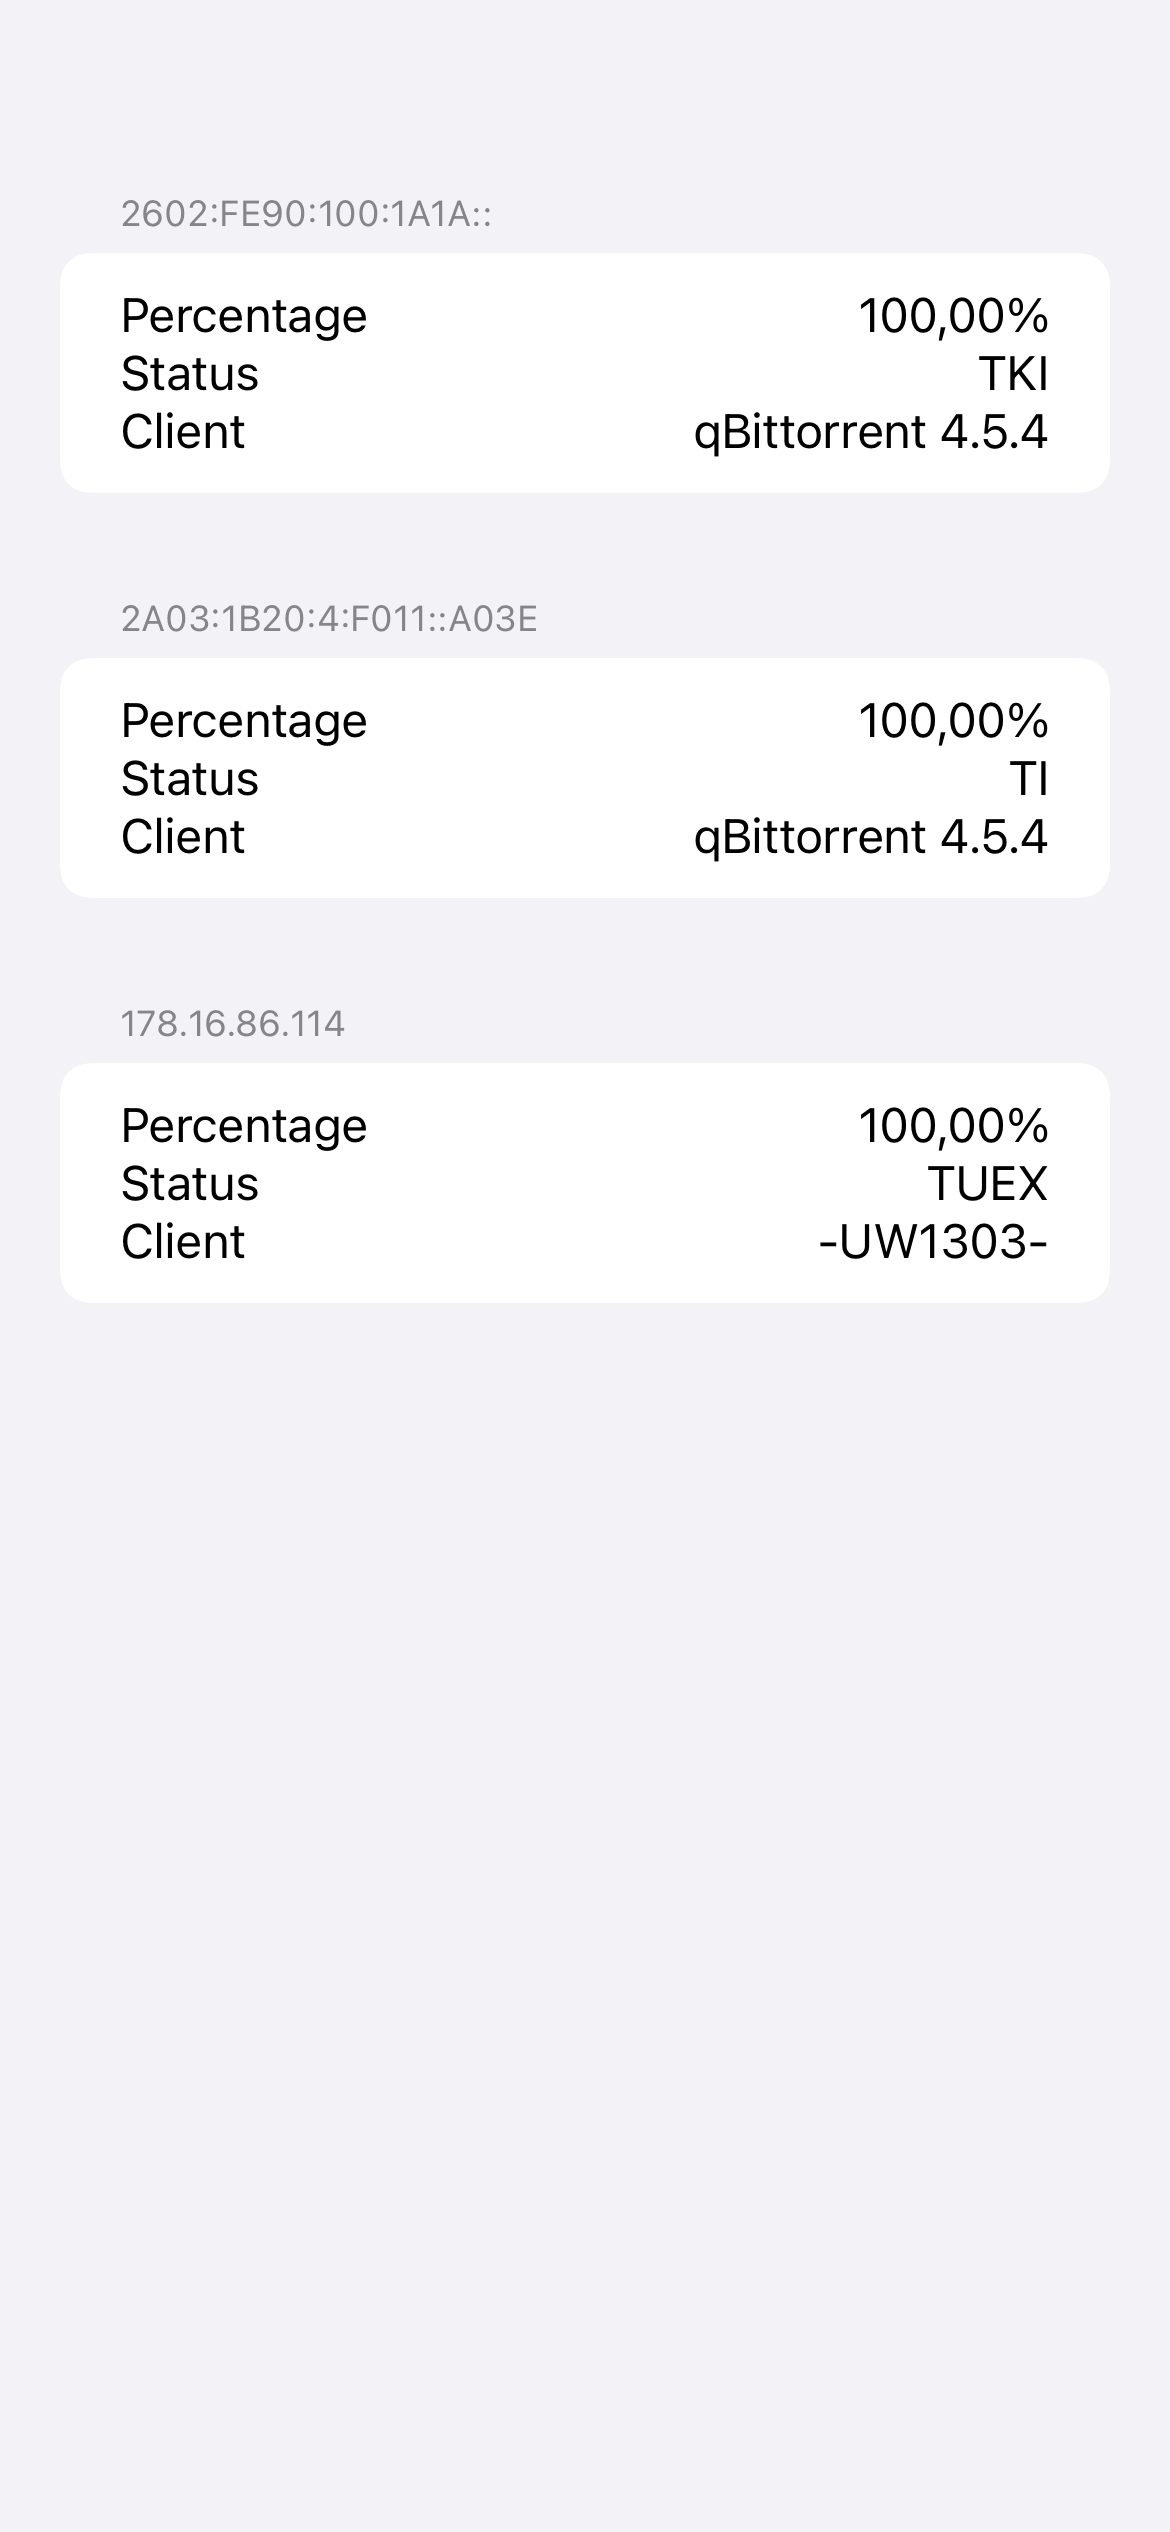 2602:FE90:100:1A1A::
Percentage 100,00%
Status TKI
Client qBittorrent 4.5.4
2A03:1B20:4:F011::A03E
Percentage 100,00%
Status TI
Client qBittorrent 4.5.4
178.16.86.114
Percentage 100,00%
Status TUEX
Client -UW1303-